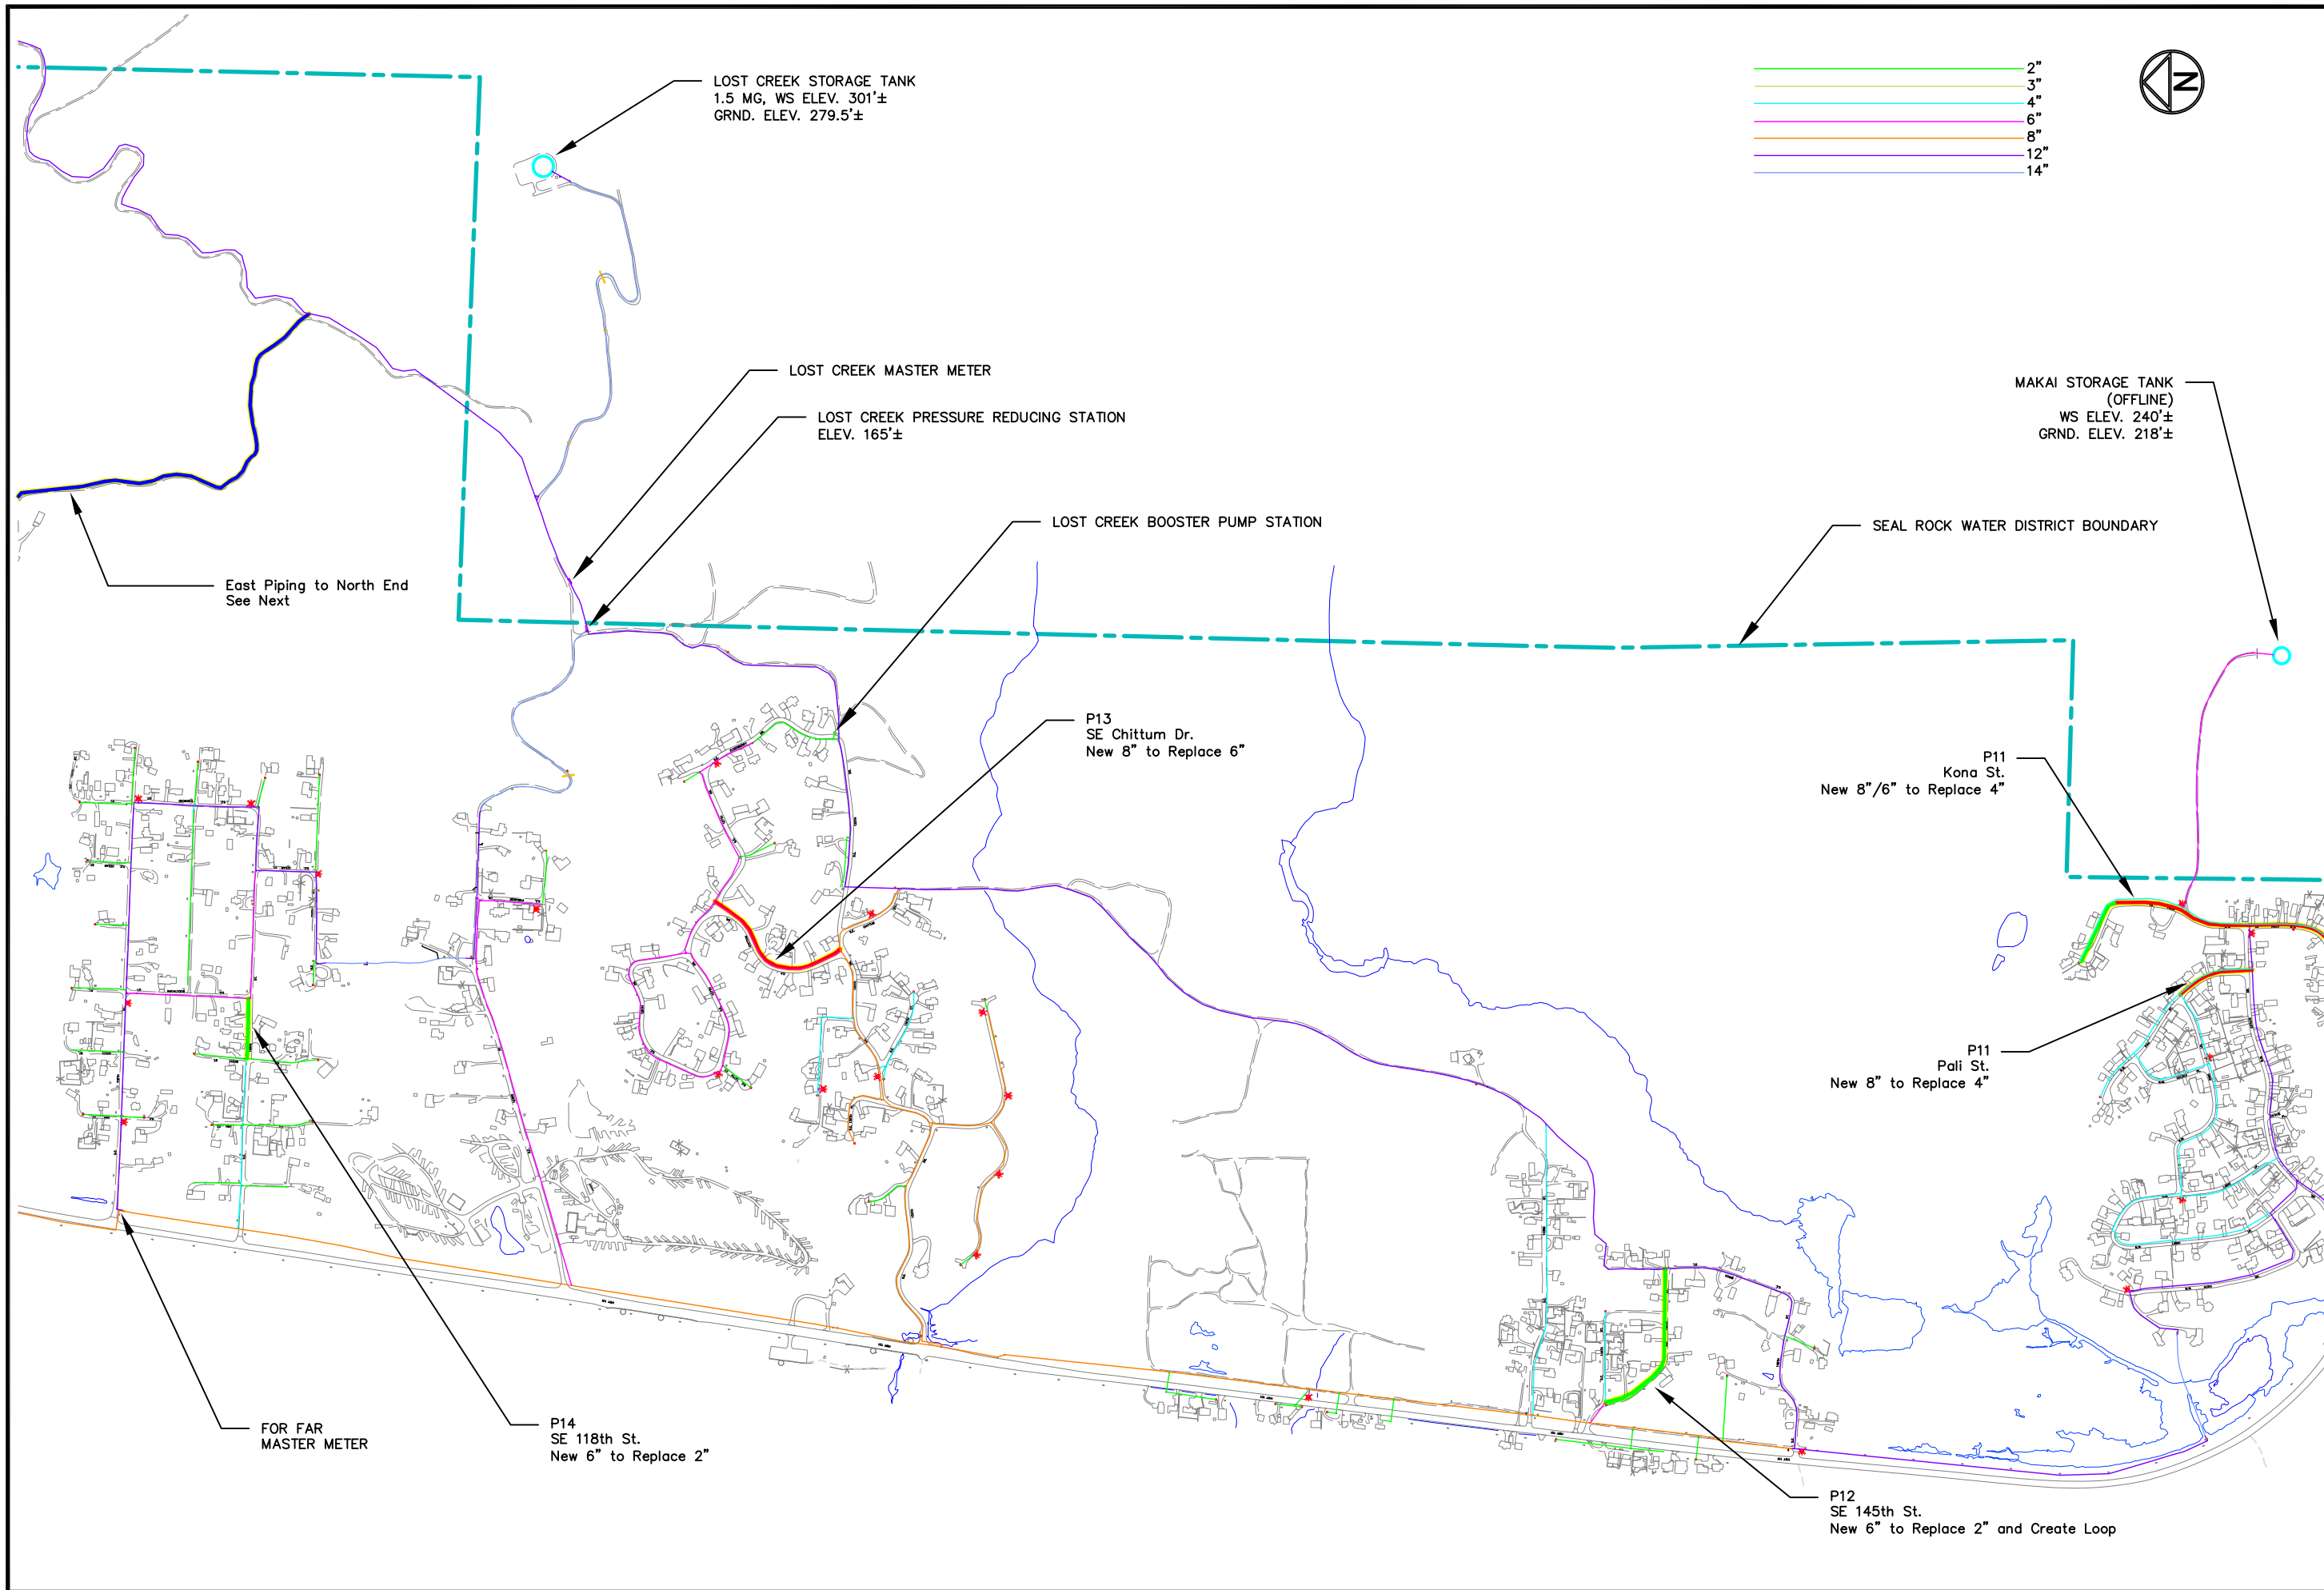 LOST CREEK STORAGE TANK
1.5 MG, WS ELEV. 301'±
GRND. ELEV. 279.5'±
2"
3"
4"
6"
8"
12"
14"
N
LOST CREEK MASTER METER
LOST CREEK PRESSURE REDUCING STATION
ELEV. 165'±
MAKAI STORAGE TANK
(OFFLINE)
WS ELEV. 240'±
GRND. ELEV. 218'±
LOST CREEK BOOSTER PUMP STATION
SEAL ROCK WATER DISTRICT BOUNDARY
East Piping to North End
See Next
P13
SE Chittum Dr.
New 8" to Replace 6"
P11
Kona St.
New 8"/6" to Replace 4"
P11
Pali St.
New 8" to Replace 4"
FOR FAR
MASTER METER
P14
SE 118th St.
New 6" to Replace 2"
P12
SE 145th St.
New 6" to Replace 2" and Create Loop